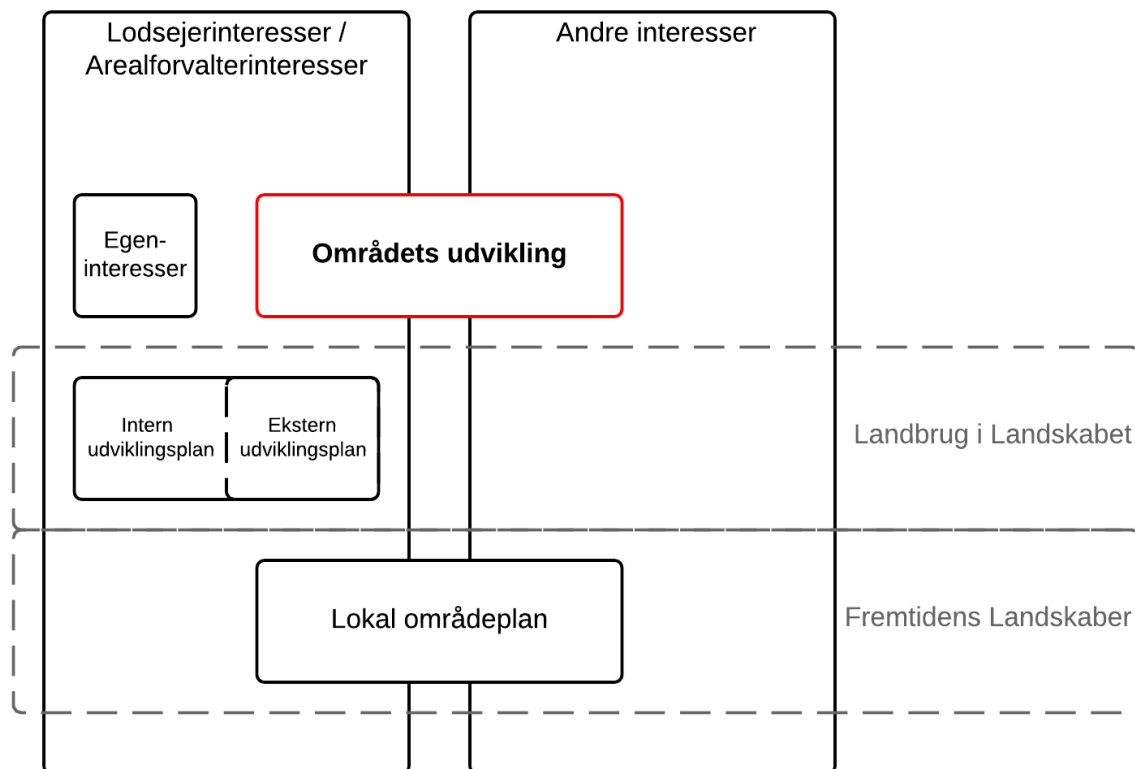 Lodsejerinteresser /
Arealforvalterinteresser
Andre interesser
Egen-
interesser
Områdets udvikling
Intern
udviklingsplan
Ekstern
udviklingsplan
Landbrug i Landskabet
Lokal områdeplan
Fremtidens Landskaber